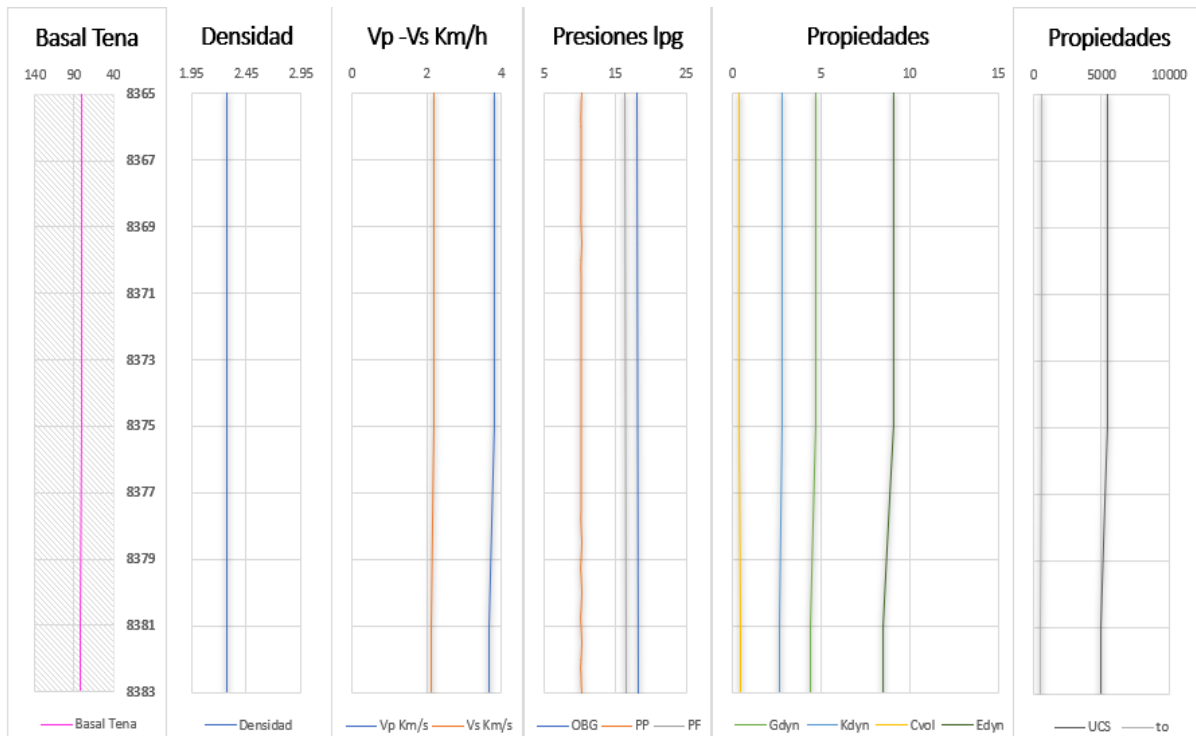 Basal Tena
Densidad
Vp -Vs Km/h
Presiones lpg
Propiedades
Propiedades
140 90 40
1.95 2.45 2.95
0 2 4
5 15 25
0 5 10 15
0 5000 10000
8365
8367
8369
8371
8373
8375
8377
8379
8381
8383
Basal Tena
Densidad
Vp Km/s Vs Km/s
OBG PP PF
Gdyn Kdyn Cvol Edyn
UCS to